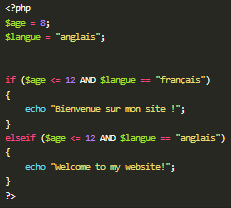 <?php
$age = 8;
$langue = "anglais";
if ($age <= 12 AND $langue == "français")
{
echo "Bienvenue sur mon site !";
}
elseif ($age <= 12 AND $langue == "anglais")
{
echo "Welcome to my website!";
}
?>